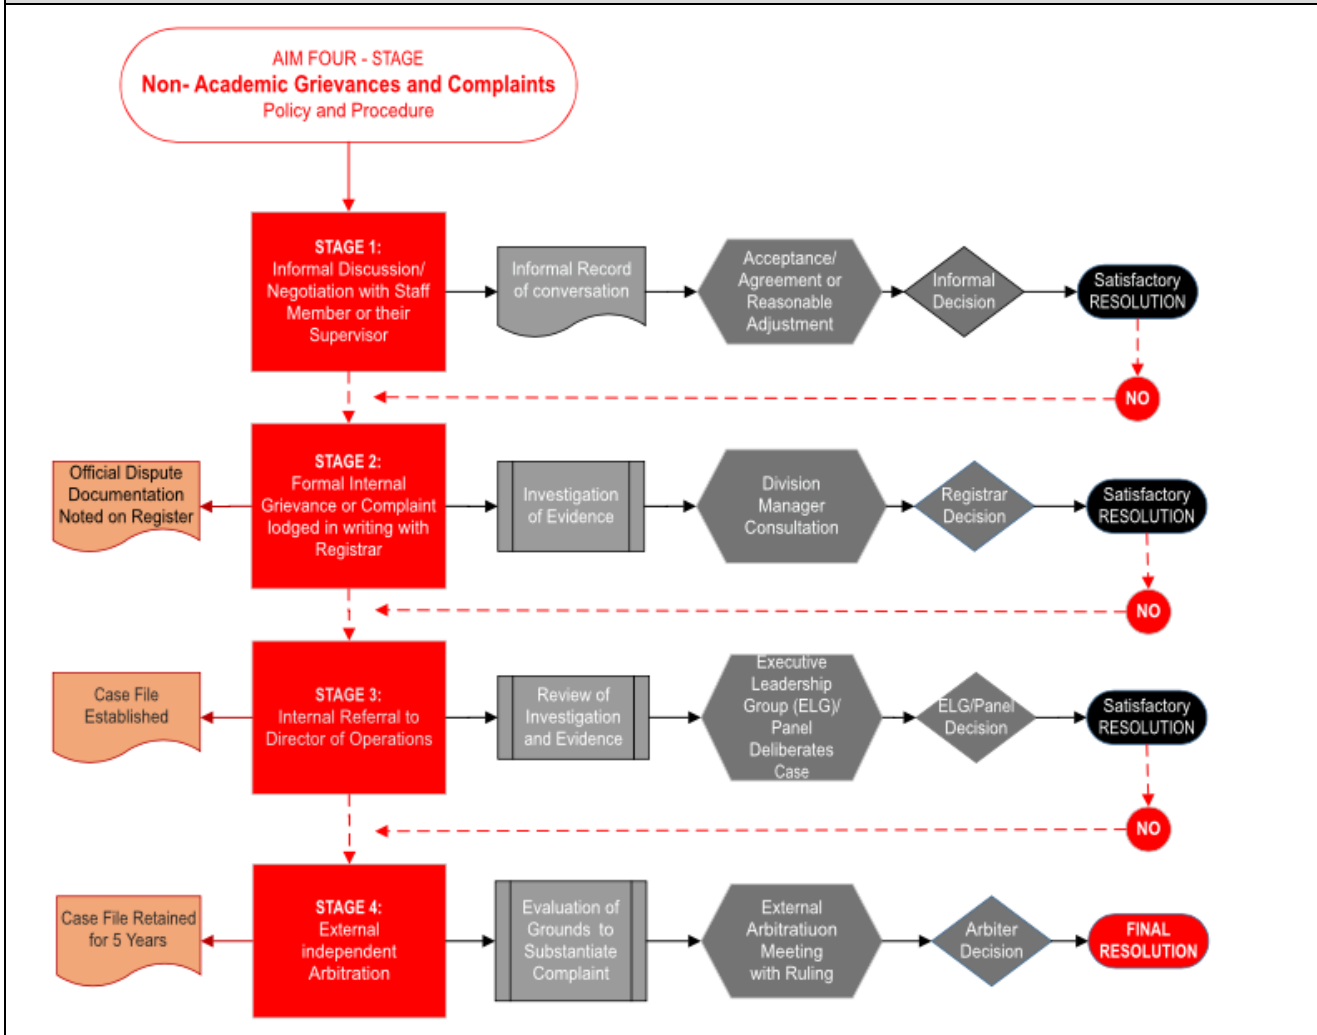 AIM FOUR - STAGE
Non- Academic Grievances and Complaints
Policy and Procedure
STAGE 1:
Informal Discussion/
Negotiation with Staff
Member or their
Supervisor
Informal Record
of conversation
Acceptance/
Agreement or
Reasonable
Adjustment
Informal
Decision
Satisfactory
RESOLUTION
NO
Official Dispute
Documentation
Noted on Register
STAGE 2:
Formal Internal
Grievance or Complaint
lodged in writing with
Registrar
Investigation
of Evidence
Division
Manager
Consultation
Registrar
Decision
Satisfactory
RESOLUTION
NO
Case File
Established
STAGE 3:
Internal Referral to
Director of Operations
Review of
Investigation
and Evidence
Executive
Leadership
Group (ELG)/
Panel
Deliberates
Case
ELG/Panel
Decision
Satisfactory
RESOLUTION
NO
Case File Retained
for 5 Years
STAGE 4:
External
independent
Arbitration
Evaluation of
Grounds to
Substantiate
Complaint
External
Arbitratiuon
Meeting
with Ruling
Arbiter
Decision
FINAL
RESOLUTION